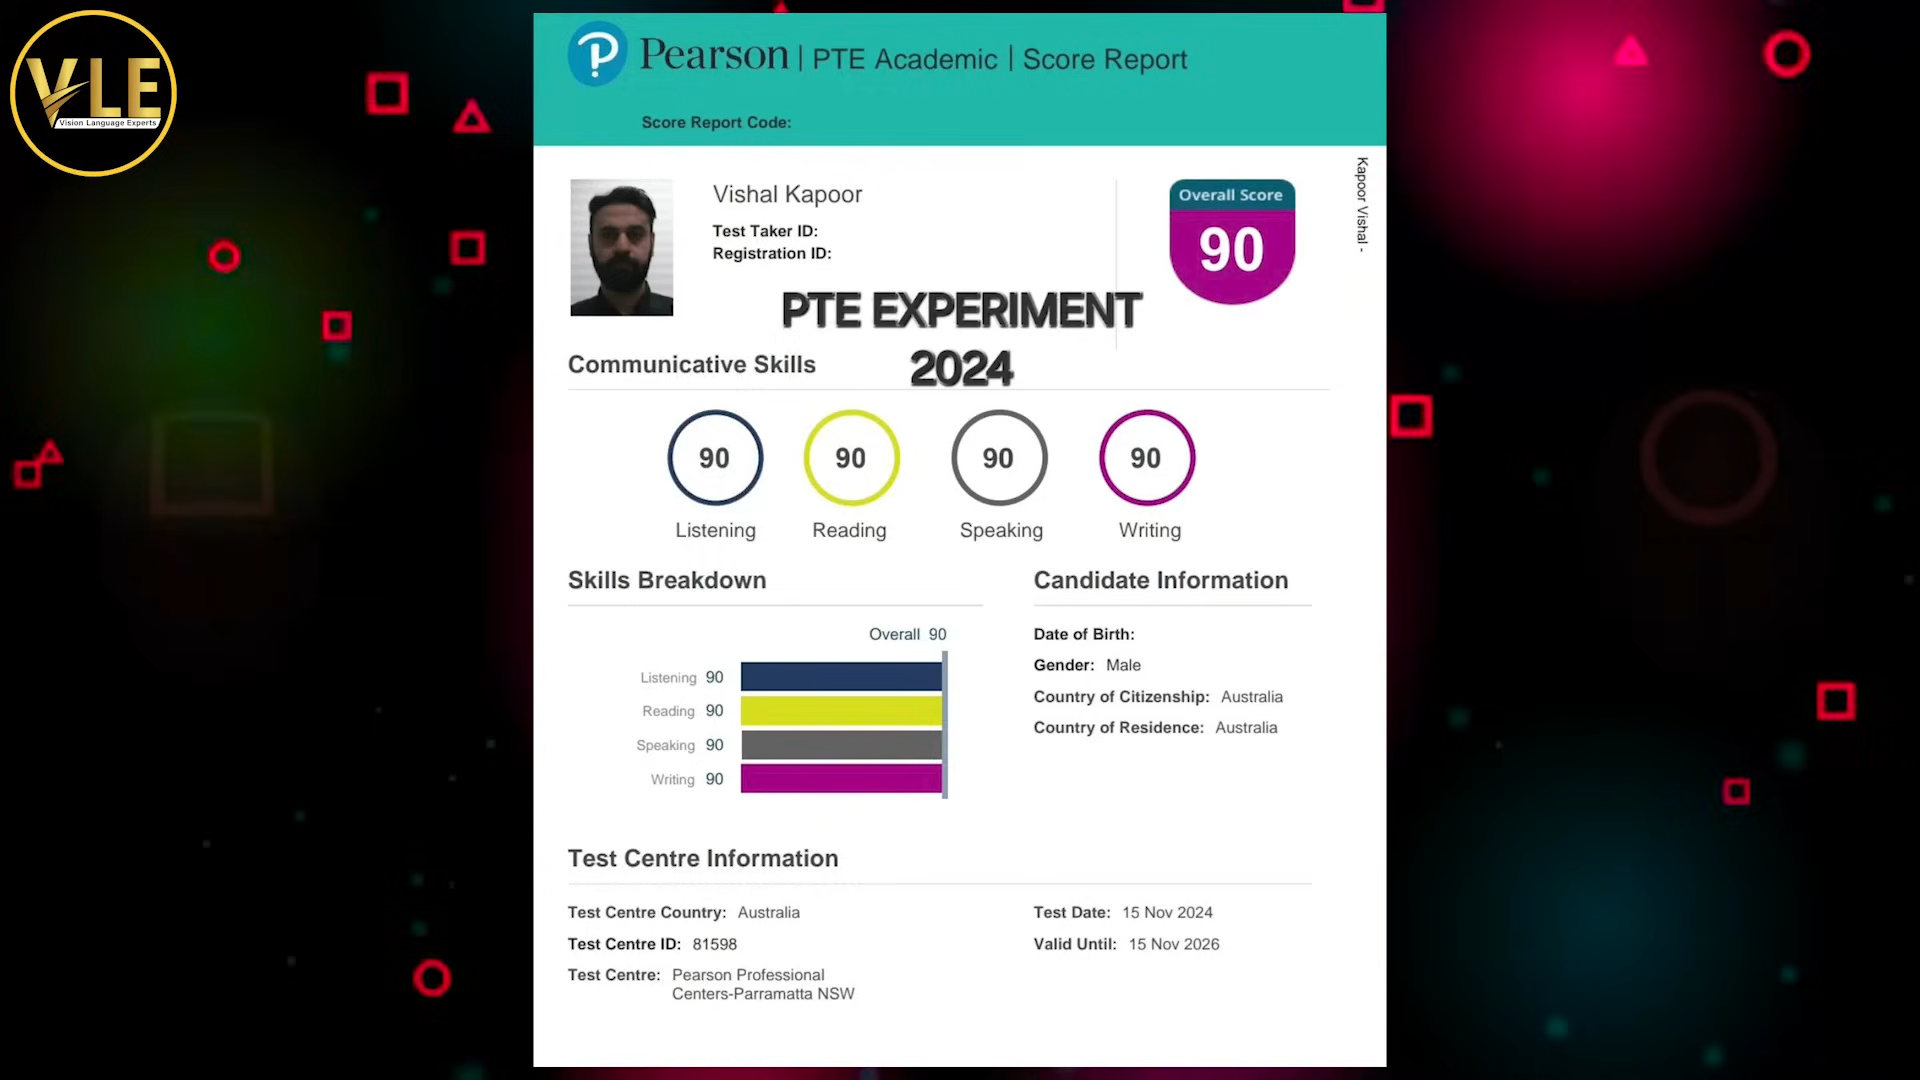 VLE
Vision Language Experts
Pearson | PTE Academic | Score Report
Score Report Code:
Kapoor Vishal -
Vishal Kapoor
Test Taker ID:
Registration ID:
Overall Score
90
PTE EXPERIMENT
2024
Communicative Skills
90 90 90 90
Listening Reading Speaking Writing
Skills Breakdown
Overall 90
Listening 90
Reading 90
Speaking 90
Writing 90
Candidate Information
Date of Birth:
Gender: Male
Country of Citizenship: Australia
Country of Residence: Australia
Test Centre Information
Test Centre Country: Australia
Test Centre ID: 81598
Test Centre: Pearson Professional
Centers-Parramatta NSW
Test Date: 15 Nov 2024
Valid Until: 15 Nov 2026